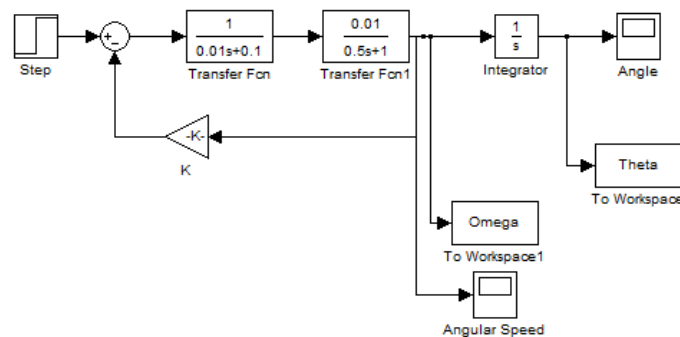 Step
1
0.01s+0.1
Transfer Fcn
0.01
0.5s+1
Transfer Fcn1
1
s
Integrator
Angle
-K-
K
Theta
To Workspace
Omega
To Workspace1
Angular Speed